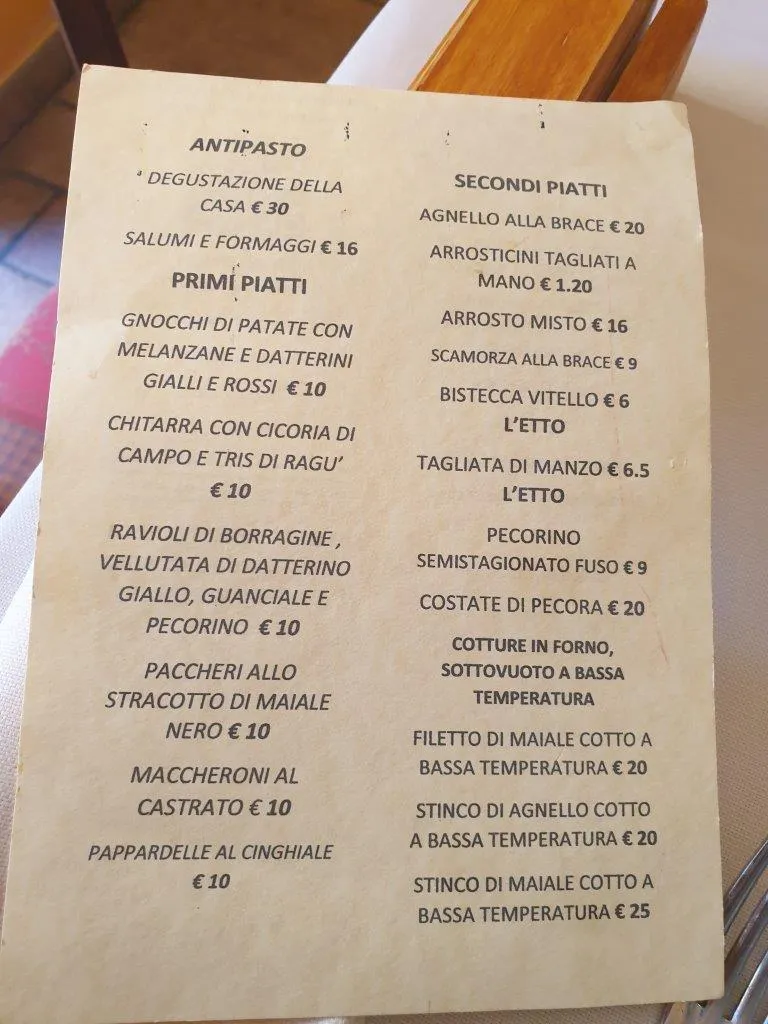 ANTIPASTO
DEGUSTAZIONE DELLA
CASA € 30
SALUMI E FORMAGGI € 16
PRIMI PIATTI
GNOCCHI DI PATATE CON
MELANZANE E DATTERINI
GIALLI E ROSSI € 10
CHITARRA CON CICORIA DI
CAMPO E TRIS DI RAGU'
€ 10
RAVIOLI DI BORRAGINE ,
VELLUTATA DI DATTERINO
GIALLO, GUANCIALE E
PECORINO € 10
PACCHERI ALLO
STRACOTTO DI MAIALE
NERO € 10
MACCHERONI AL
CASTRATO € 10
PAPPARDELLE AL CINGHIALE
€ 10
SECONDI PIATTI
AGNELLO ALLA BRACE € 20
ARROSTICINI TAGLIATI A
MANO € 1.20
ARROSTO MISTO € 16
SCAMORZA ALLA BRACE € 9
BISTECCA VITELLO € 6
L'ETTO
TAGLIATA DI MANZO € 6.5
L'ETTO
PECORINO
SEMISTAGIONATO FUSO € 9
COSTATE DI PECORA € 20
COTTURE IN FORNO,
SOTTOVUOTO A BASSA
TEMPERATURA
FILETTO DI MAIALE COTTO A
BASSA TEMPERATURA € 20
STINCO DI AGNELLO COTTO
A BASSA TEMPERATURA € 20
STINCO DI MAIALE COTTO A
BASSA TEMPERATURA € 25